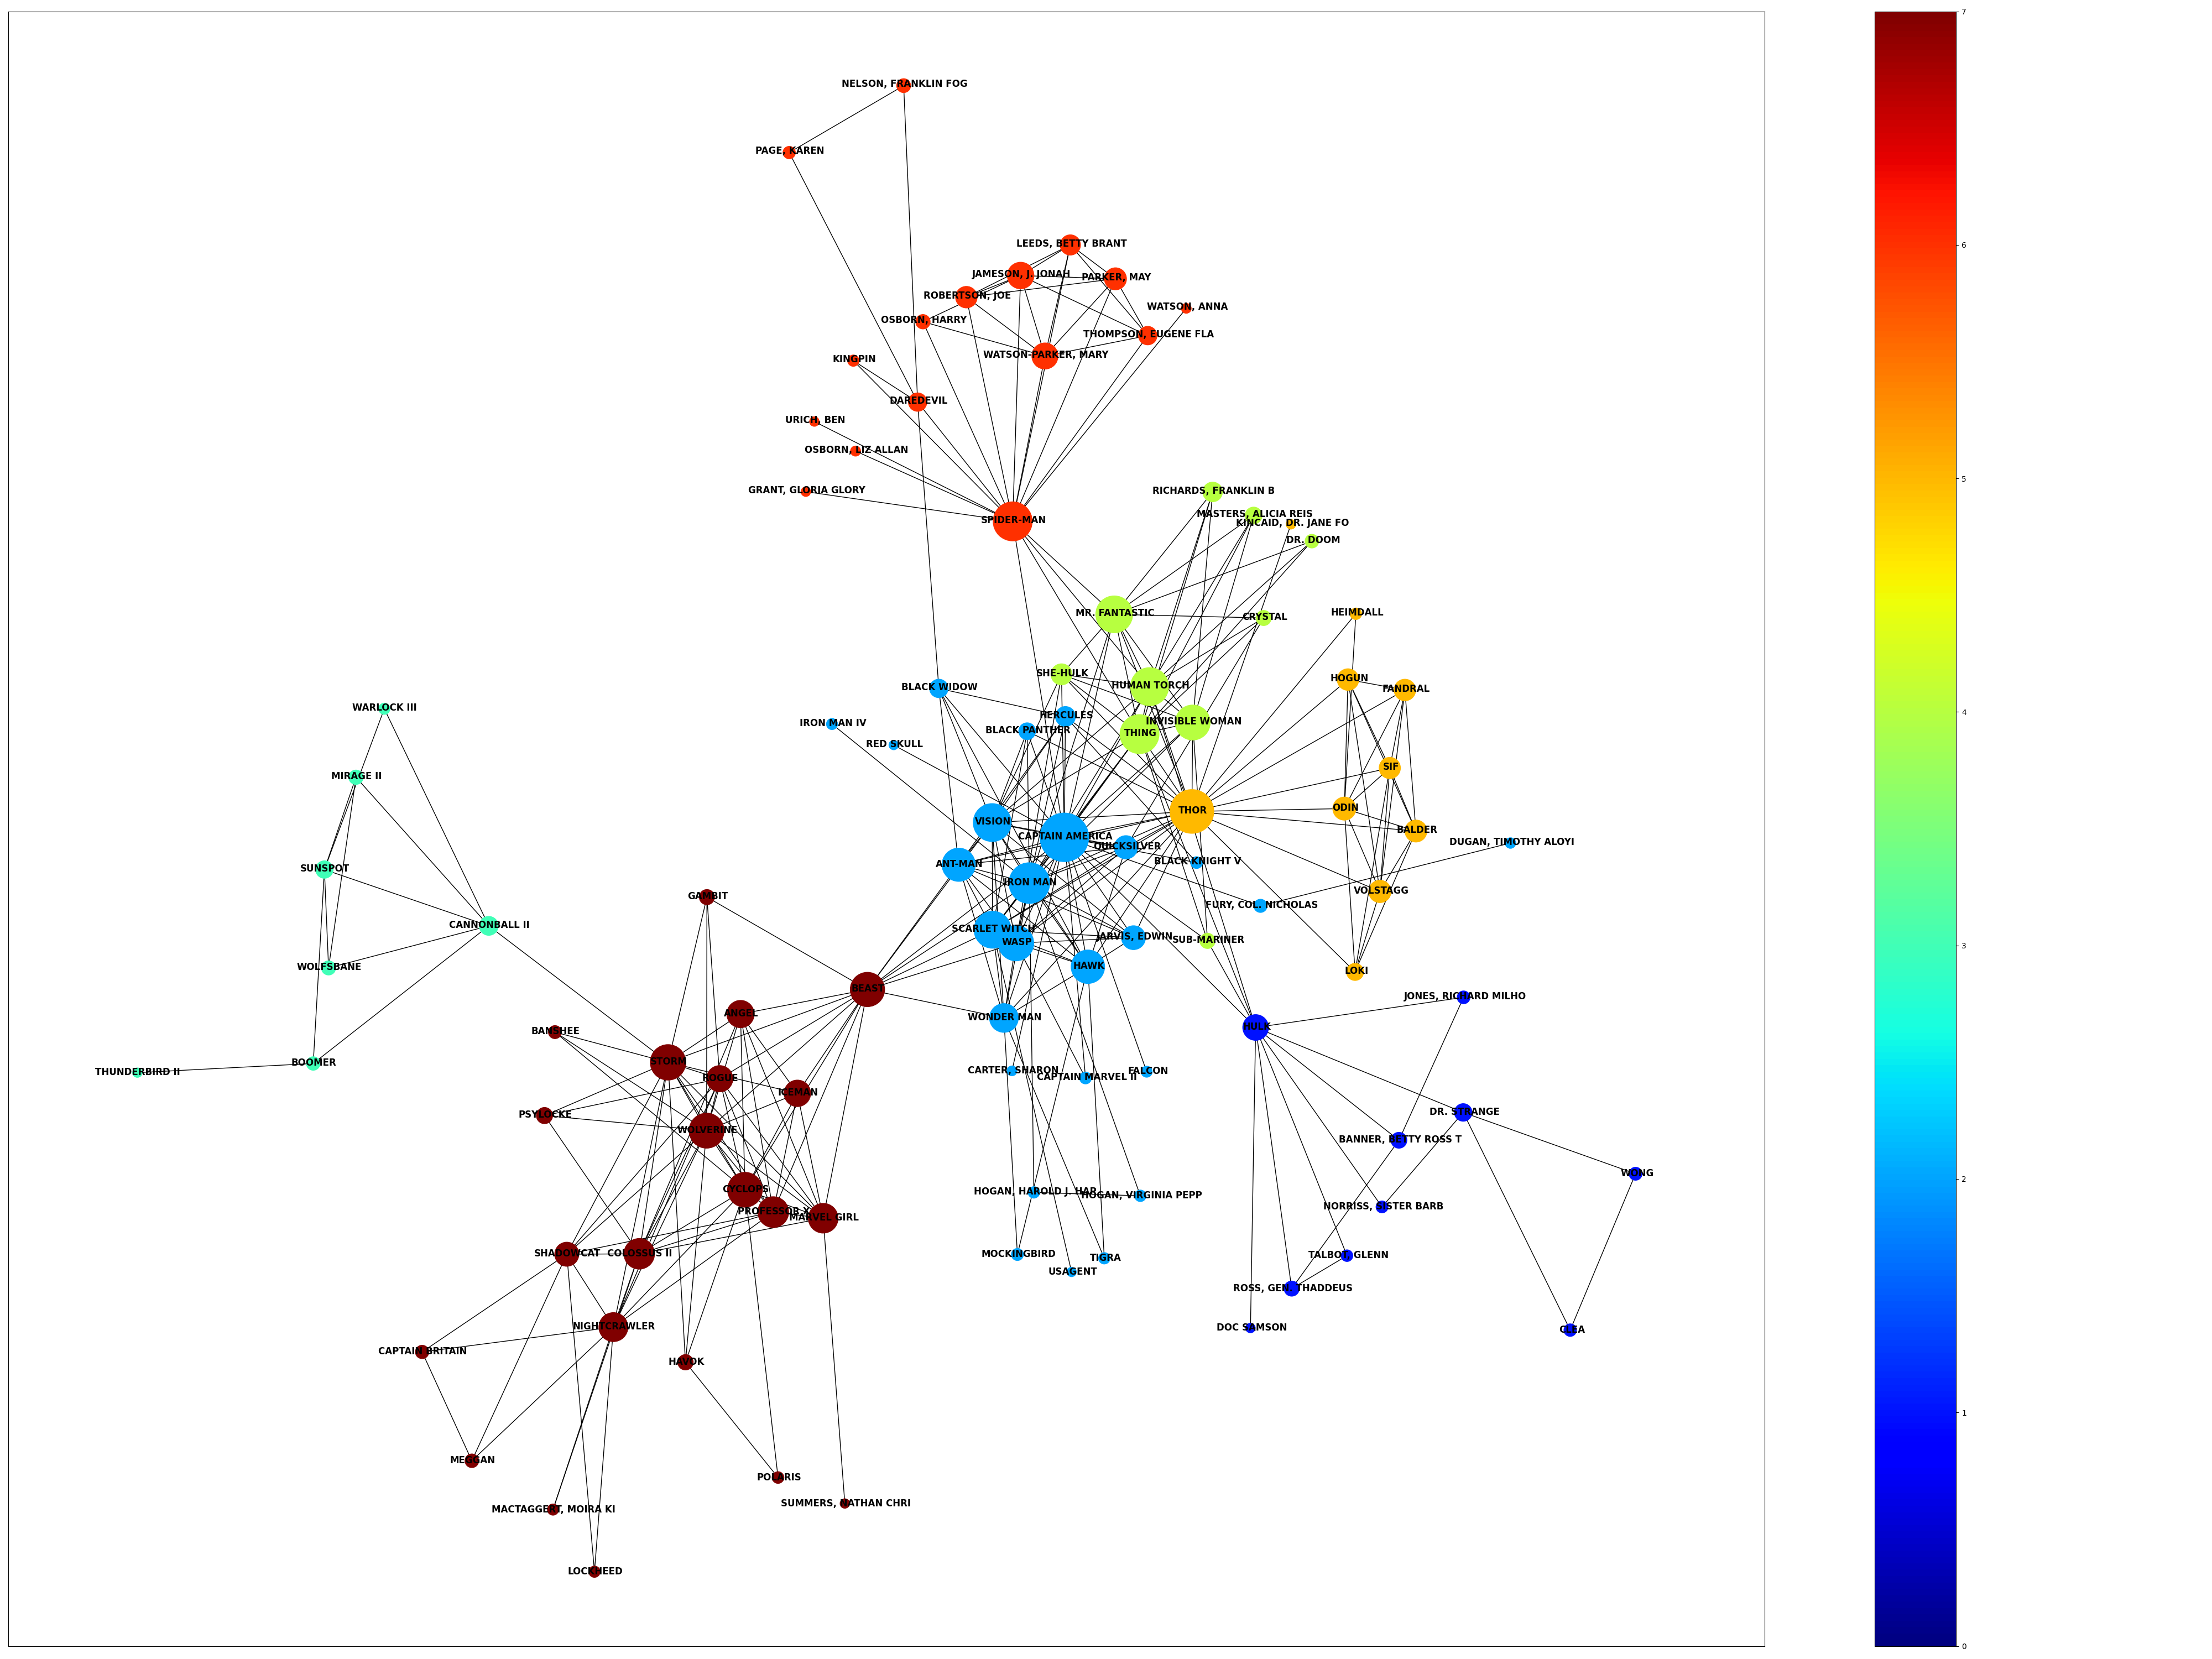 7
NELSON, FRANKLIN FOG
PAGE, KAREN
LEEDS, BETTY BRANT
6
JAMESON, J. JONAH
PARKER, MAY
ROBERTSON, JOE
WATSON, ANNA
OSBORN, HARRY
THOMPSON, EUGENE FLA
WATSON-PARKER, MARY
KINGPIN
DAREDEVIL
URICH, BEN
OSBORN, LIZ ALLAN
5
GRANT, GLORIA GLORY
RICHARDS, FRANKLIN B
MASTERS, ALICIA REIS
SPIDER-MAN
KINCAID, DR. JANE FO
DR. DOOM
MR. FANTASTIC
HEIMDALL
CRYSTAL
SHE-HULK
HOGUN
HUMAN TORCH
BLACK WIDOW
FANDRAL
WARLOCK III
4
HERCULES
IRON MAN IV
INVISIBLE WOMAN
BLACK PANTHER
THING
RED SKULL
SIF
MIRAGE II
ODIN
THOR
VISION
BALDER
CAPTAIN AMERICA
DUGAN, TIMOTHY ALOYI
QUICKSILVER
BLACK KNIGHT V
ANT-MAN
SUNSPOT
IRON MAN
VOLSTAGG
GAMBIT
FURY, COL. NICHOLAS
CANNONBALL II
SCARLET WITCH
JARVIS, EDWIN
SUB-MARINER
WASP
3
WOLFSBANE
HAWK
LOKI
BEAST
JONES, RICHARD MILHO
ANGEL
WONDER MAN
HULK
BANSHEE
STORM
BOOMER
THUNDERBIRD II
CARTER, SHARON
FALCON
CAPTAIN MARVEL II
ROGUE
ICEMAN
DR. STRANGE
PSYLOCKE
WOLVERINE
BANNER, BETTY ROSS T
WONG
2
CYCLOPS
HOGAN, HAROLD J. HAR
HOGAN, VIRGINIA PEPP
NORRISS, SISTER BARB
PROFESSOR X
MARVEL GIRL
SHADOWCAT
COLOSSUS II
MOCKINGBIRD
TIGRA
TALBOT, GLENN
USAGENT
ROSS, GEN. THADDEUS
NIGHTCRAWLER
DOC SAMSON
CLEA
CAPTAIN BRITAIN
HAVOK
1
MEGGAN
POLARIS
SUMMERS, NATHAN CHRI
MACTAGGERT, MOIRA KI
LOCKHEED
0